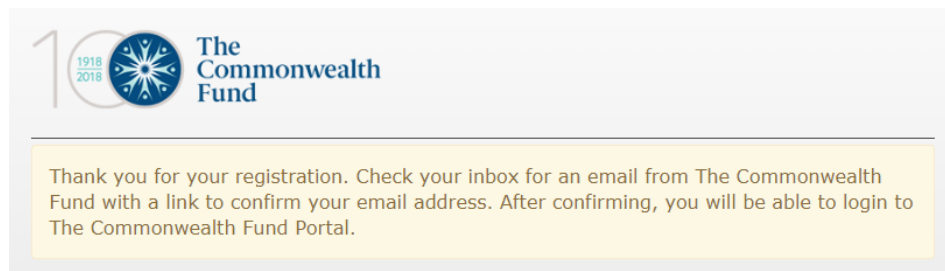 100
1918
2018
The
Commonwealth
Fund
Thank you for your registration. Check your inbox for an email from The Commonwealth
Fund with a link to confirm your email address. After confirming, you will be able to login to
The Commonwealth Fund Portal.